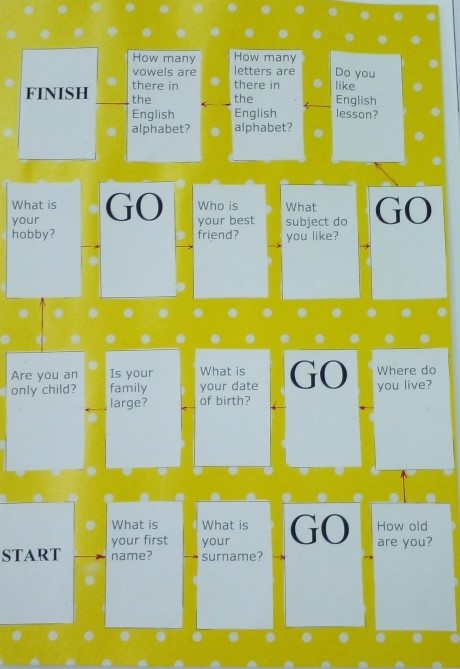 FINISH
How many
vowels are
there in
the
English
alphabet?
How many
letters are
there in
the
English
alphabet?
Do you
like
English
lesson?
What is
your
hobby?
GO
Who is
your best
friend?
What
subject do
you like?
GO
Are you an
only child?
Is your
family
large?
What is
your date
of birth?
GO
Where do
you live?
START
What is
your first
name?
What is
your
surname?
GO
How old
are you?